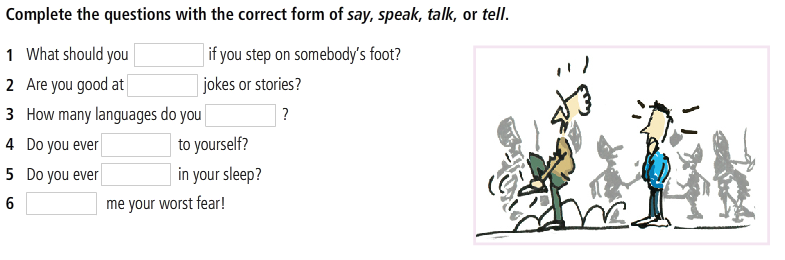 Complete the questions with the correct form of say, speak, talk, or tell.
1 What should you if you step on somebody's foot?
2 Are you good at jokes or stories?
3 How many languages do you ?
4 Do you ever to yourself?
5 Do you ever in your sleep?
6 me your worst fear!